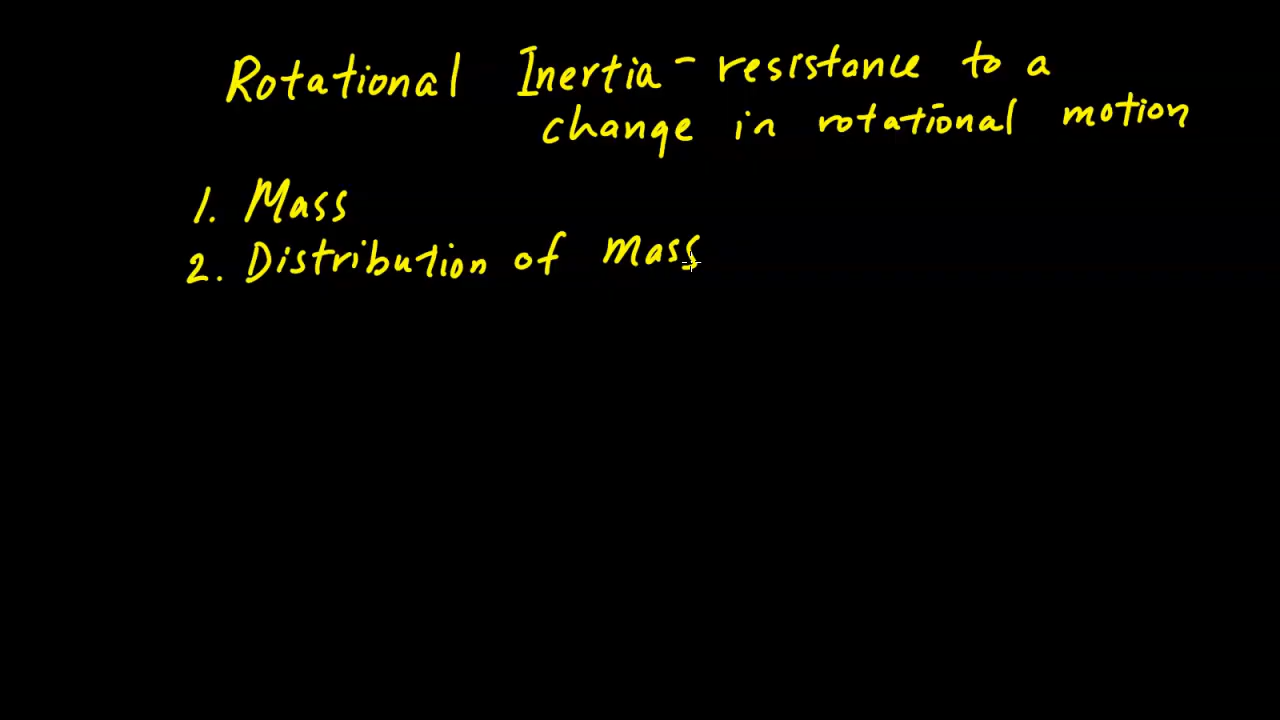 Rotational Inertia - resistance to a
change in rotational motion
1. Mass
2. Distribution of mass